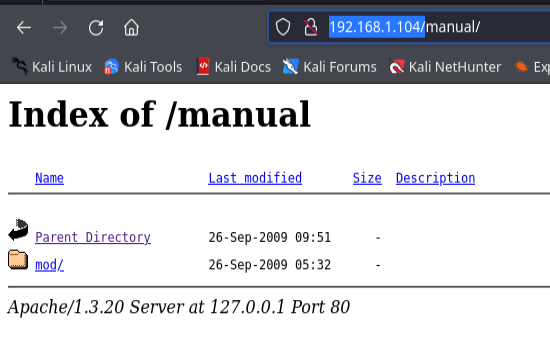 192.168.1.104/manual/
Kali Linux Kali Tools Kali Docs Kali Forums Kali NetHunter Exp
Index of /manual
Name Last modified Size Description
Parent Directory 26-Sep-2009 09:51 -
mod/ 26-Sep-2009 05:32 -
Apache/1.3.20 Server at 127.0.0.1 Port 80